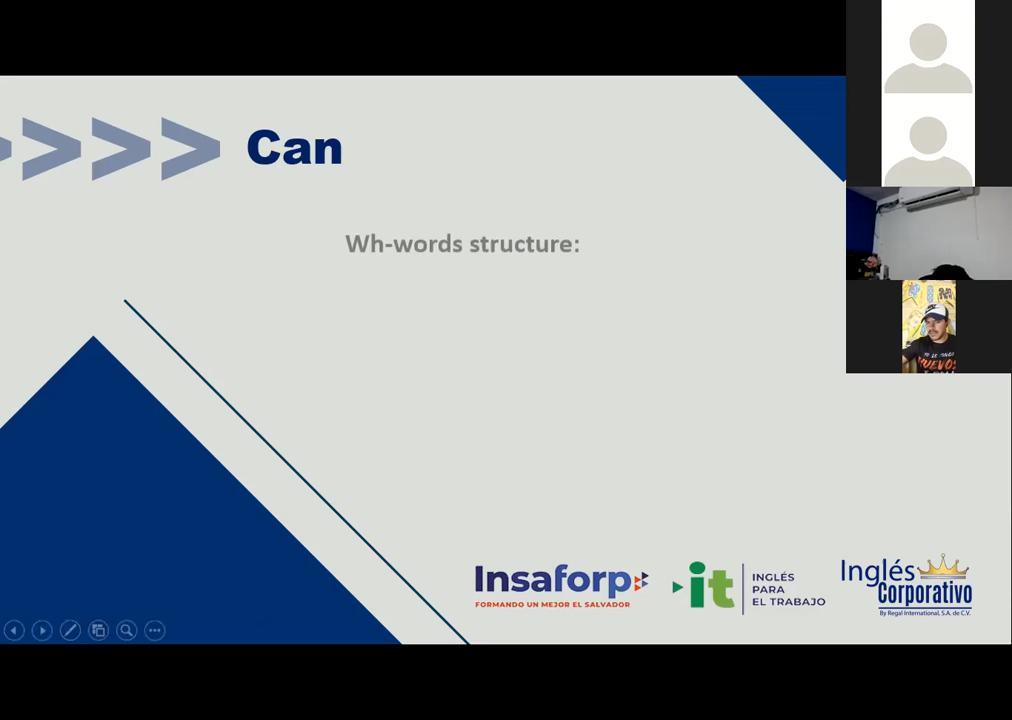 Can
Wh-words structure:
Insaforp
FORMANDO UN MEJOR EL SALVADOR
it
INGLÉS
PARA
EL TRABAJO
Inglés
Corporativo
By Regal International, S.A. de C.V.
HUEVOS